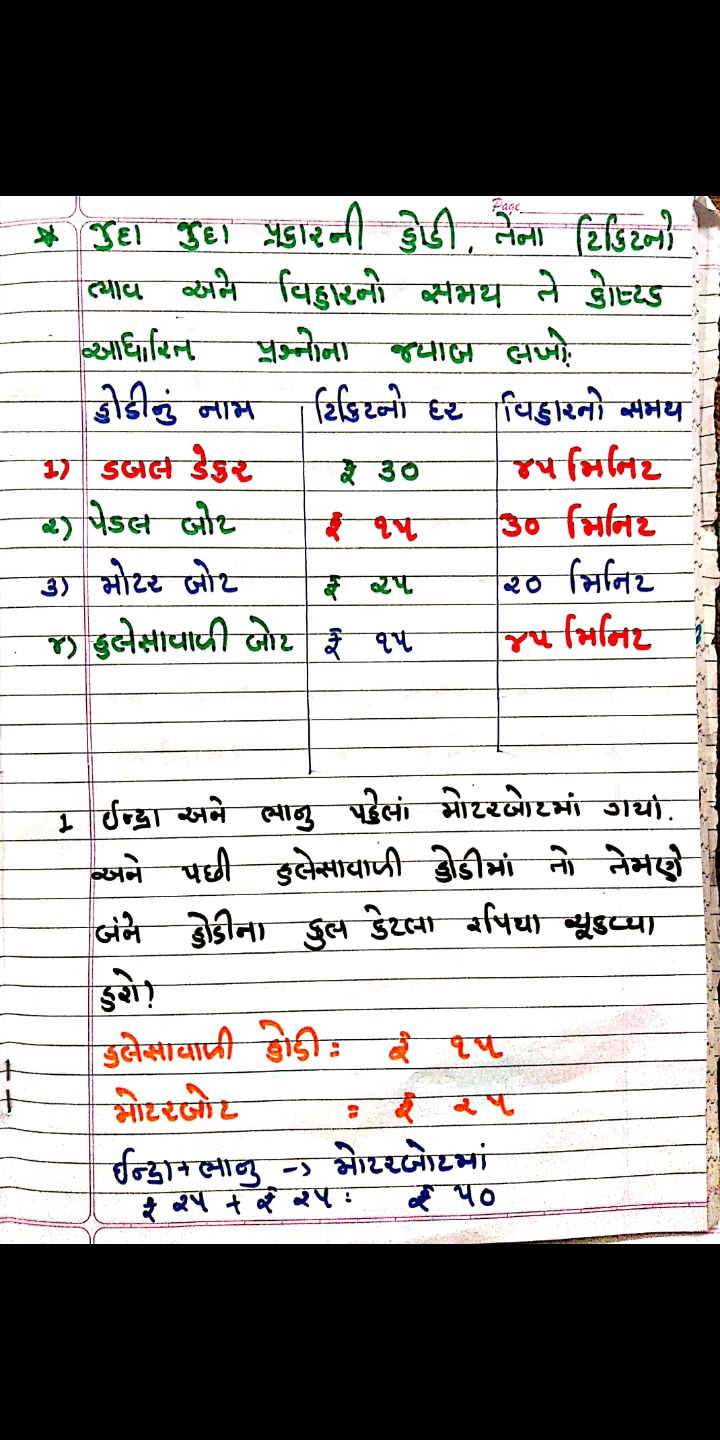 Page
* જુદા જુદા પ્રકારની હોડી, તેના ટિકિટનો
ભાવ અને વિહારનો સમય તે કોષ્ટક
આધારિત પ્રશ્નોના જવાબ લખો:
હોડીનું નામ ટિકિટનો દર વિહારનો સમય
૧) ડબલ ડેકર ₹ ૩૦ ૪૫ મિનિટ
૨) પેડલ બોટ ₹ ૧૫ ૩૦ મિનિટ
૩) મોટર બોટ ₹ ૨૫ ૨૦ મિનિટ
૪) હલેસાવાળી બોટ ₹ ૧૫ ૪૫ મિનિટ
1 ઈન્દ્રા અને ભાનુ પહેલાં મોટરબોટમાં ગયાં.
અને પછી હલેસાવાળી હોડીમાં તો તેમણે
બંને હોડીના કુલ કેટલા રૂપિયા ચૂકવ્યા
હશે?
હલેસાવાળી હોડી = ₹ ૧૫
મોટરબોટ = ₹ ૨૫
ઈન્દ્રા + ભાનુ -> મોટરબોટમાં
₹ ૨૫ + ₹ ૨૫ = ₹ ૫૦